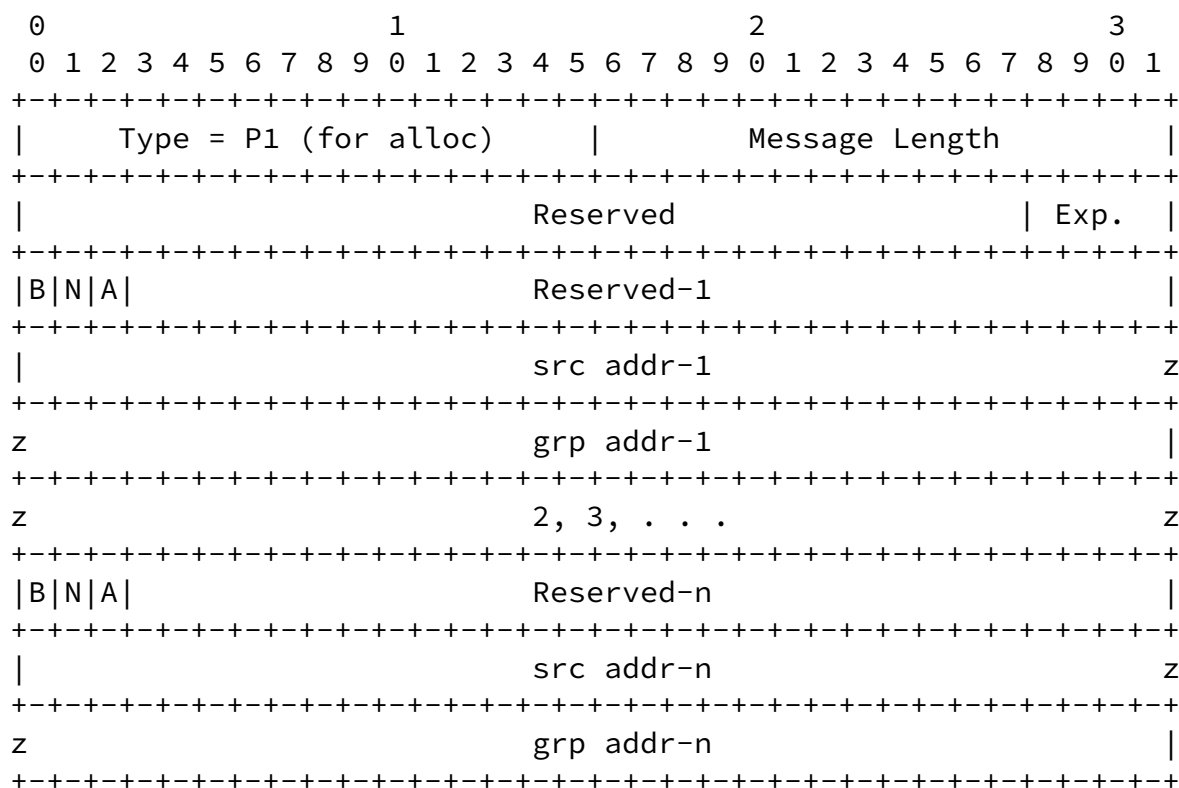 0                   1                   2                   3
 0 1 2 3 4 5 6 7 8 9 0 1 2 3 4 5 6 7 8 9 0 1 2 3 4 5 6 7 8 9 0 1
+-+-+-+-+-+-+-+-+-+-+-+-+-+-+-+-+-+-+-+-+-+-+-+-+-+-+-+-+-+-+-+-+
|     Type = P1 (for alloc)     |        Message Length         |
+-+-+-+-+-+-+-+-+-+-+-+-+-+-+-+-+-+-+-+-+-+-+-+-+-+-+-+-+-+-+-+-+
|                            Reserved                   | Exp.  |
+-+-+-+-+-+-+-+-+-+-+-+-+-+-+-+-+-+-+-+-+-+-+-+-+-+-+-+-+-+-+-+-+
|B|N|A|                      Reserved-1                         |
+-+-+-+-+-+-+-+-+-+-+-+-+-+-+-+-+-+-+-+-+-+-+-+-+-+-+-+-+-+-+-+-+
|                            src addr-1                         z
+-+-+-+-+-+-+-+-+-+-+-+-+-+-+-+-+-+-+-+-+-+-+-+-+-+-+-+-+-+-+-+-+
z                            grp addr-1                         |
+-+-+-+-+-+-+-+-+-+-+-+-+-+-+-+-+-+-+-+-+-+-+-+-+-+-+-+-+-+-+-+-+
z                            2, 3, . . .                        z
+-+-+-+-+-+-+-+-+-+-+-+-+-+-+-+-+-+-+-+-+-+-+-+-+-+-+-+-+-+-+-+-+
|B|N|A|                      Reserved-n                         |
+-+-+-+-+-+-+-+-+-+-+-+-+-+-+-+-+-+-+-+-+-+-+-+-+-+-+-+-+-+-+-+-+
|                            src addr-n                         z
+-+-+-+-+-+-+-+-+-+-+-+-+-+-+-+-+-+-+-+-+-+-+-+-+-+-+-+-+-+-+-+-+
z                            grp addr-n                         |
+-+-+-+-+-+-+-+-+-+-+-+-+-+-+-+-+-+-+-+-+-+-+-+-+-+-+-+-+-+-+-+-+